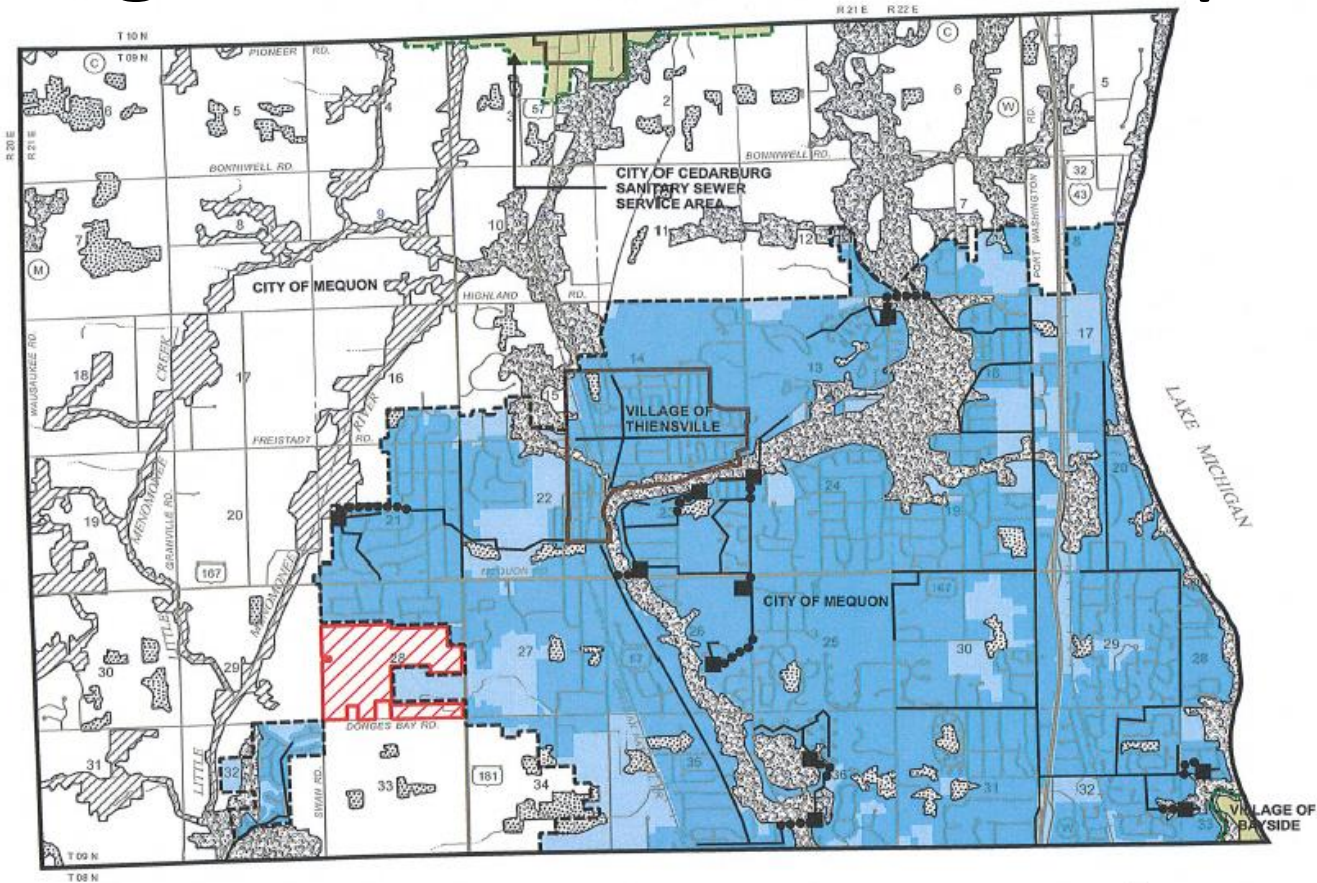 R 21 E R 22 E
T 10 N
T 09 N
PIONEER RD.
C
C
6
5
4
3
57
2
6
W
5
R 20 E
R 21 E
BONNIWELL RD.
BONNIWELL RD.
PORT WASHINGTON RD.
32
43
CITY OF CEDARBURG
SANITARY SEWER
SERVICE AREA
7
8
9
10
11
12
7
8
M
CITY OF MEQUON
HIGHLAND RD.
WAUSAUKEE RD.
18
17
16
15
14
13
18
17
CREEK
RIVER
VILLAGE OF
THIENSVILLE
LAKE MICHIGAN
FREISTADT RD.
MENOMONEE
GRANVILLE RD.
19
20
21
22
23
24
19
20
167
MEQUON
167
CITY OF MEQUON
LITTLE
MENOMONEE
30
29
28
27
26
25
30
29
28
57
DONGES BAY RD.
31
32
LITTLE
SWAN RD.
33
181
34
35
36
31
32
W
33
VILLAGE OF
BAYSIDE
T 09 N
T 08 N